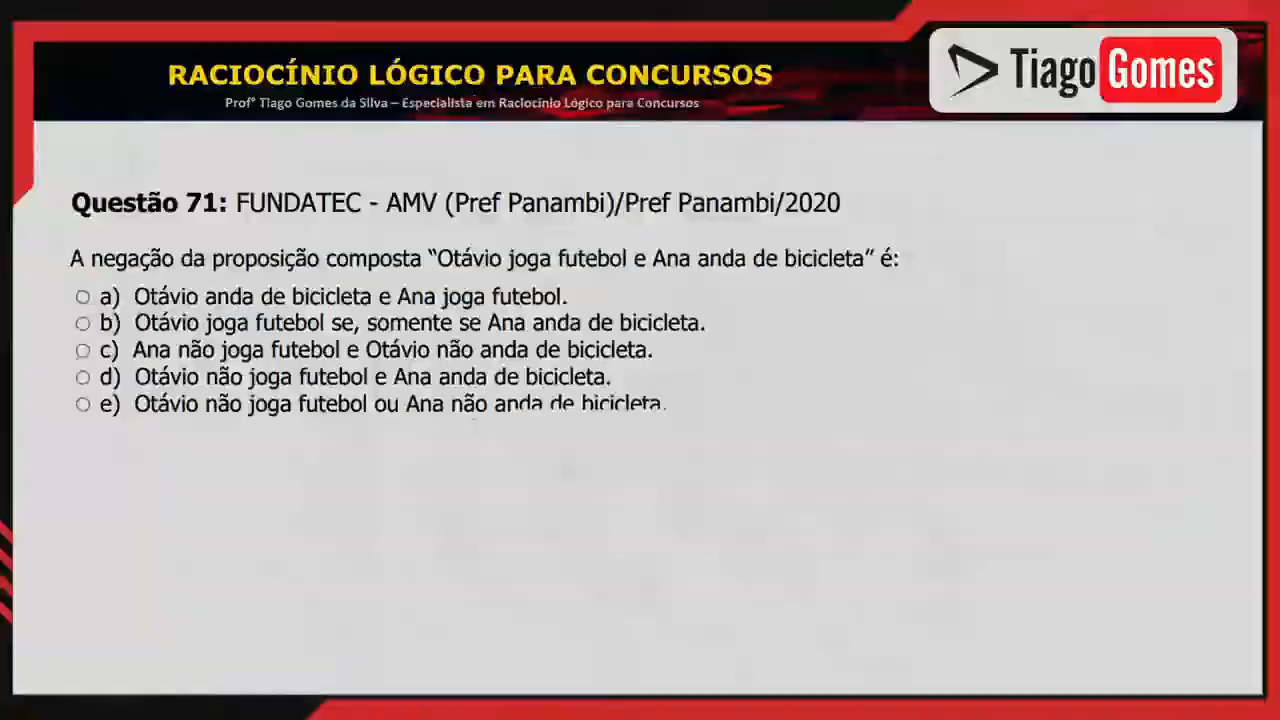 RACIOCÍNIO LÓGICO PARA CONCURSOS
Profº Tiago Gomes da Silva – Especialista em Raciocínio Lógico para Concursos
Tiago Gomes
Questão 71: FUNDATEC - AMV (Pref Panambi)/Pref Panambi/2020
A negação da proposição composta “Otávio joga futebol e Ana anda de bicicleta” é:
a) Otávio anda de bicicleta e Ana joga futebol.
b) Otávio joga futebol se, somente se Ana anda de bicicleta.
c) Ana não joga futebol e Otávio não anda de bicicleta.
d) Otávio não joga futebol e Ana anda de bicicleta.
e) Otávio não joga futebol ou Ana não anda de bicicleta.